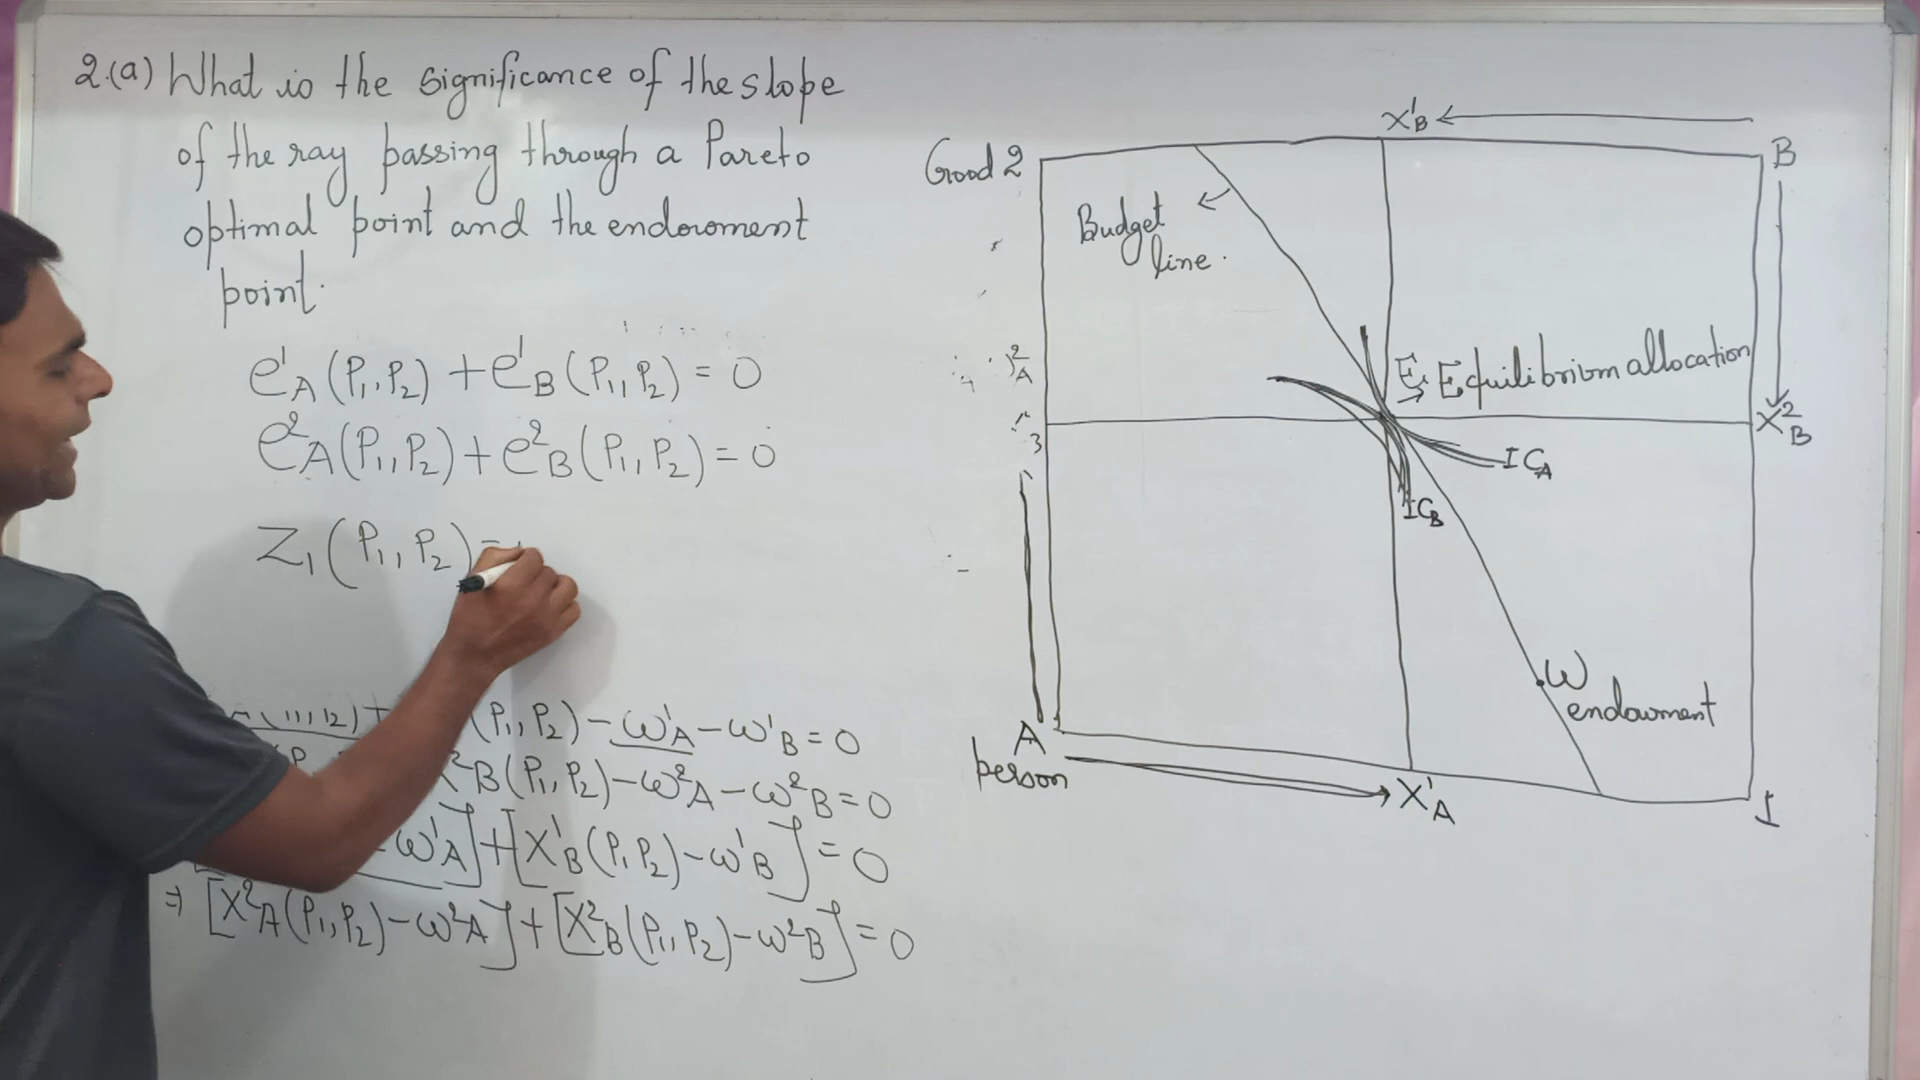 2.(a) What is the significance of the slope
of the ray passing through a Pareto
optimal point and the endowment
point.
e¹A(P₁,P₂) + e¹B(P₁,P₂) = 0
e²A(P₁,P₂) + e²B(P₁,P₂) = 0
Z₁(P₁,P₂) =
(P₁,P₂) - ω¹A - ω¹B = 0
²B(P₁,P₂) - ω²A - ω²B = 0
ω¹A] + [X¹B(P₁,P₂) - ω¹B] = 0
⇒ [X²A(P₁,P₂) - ω²A] + [X²B(P₁,P₂) - ω²B] = 0
X¹B ←
Good 2
B
Budget
line.
E. Equilibrium allocation
X²B
ICA
ICB
ω
endowment
A
person
X¹A
1